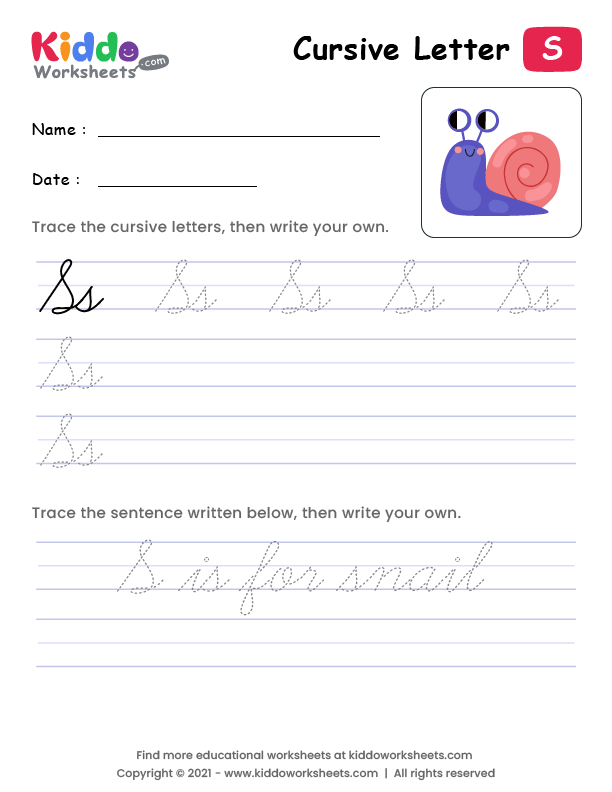 Kiddo
Worksheets .com
Cursive Letter S
Name :
Date :
Trace the cursive letters, then write your own.
Ss Ss Ss Ss Ss
Ss
Ss
Trace the sentence written below, then write your own.
S is for snail
Find more educational worksheets at kiddoworksheets.com
Copyright © 2021 - www.kiddoworksheets.com | All rights reserved